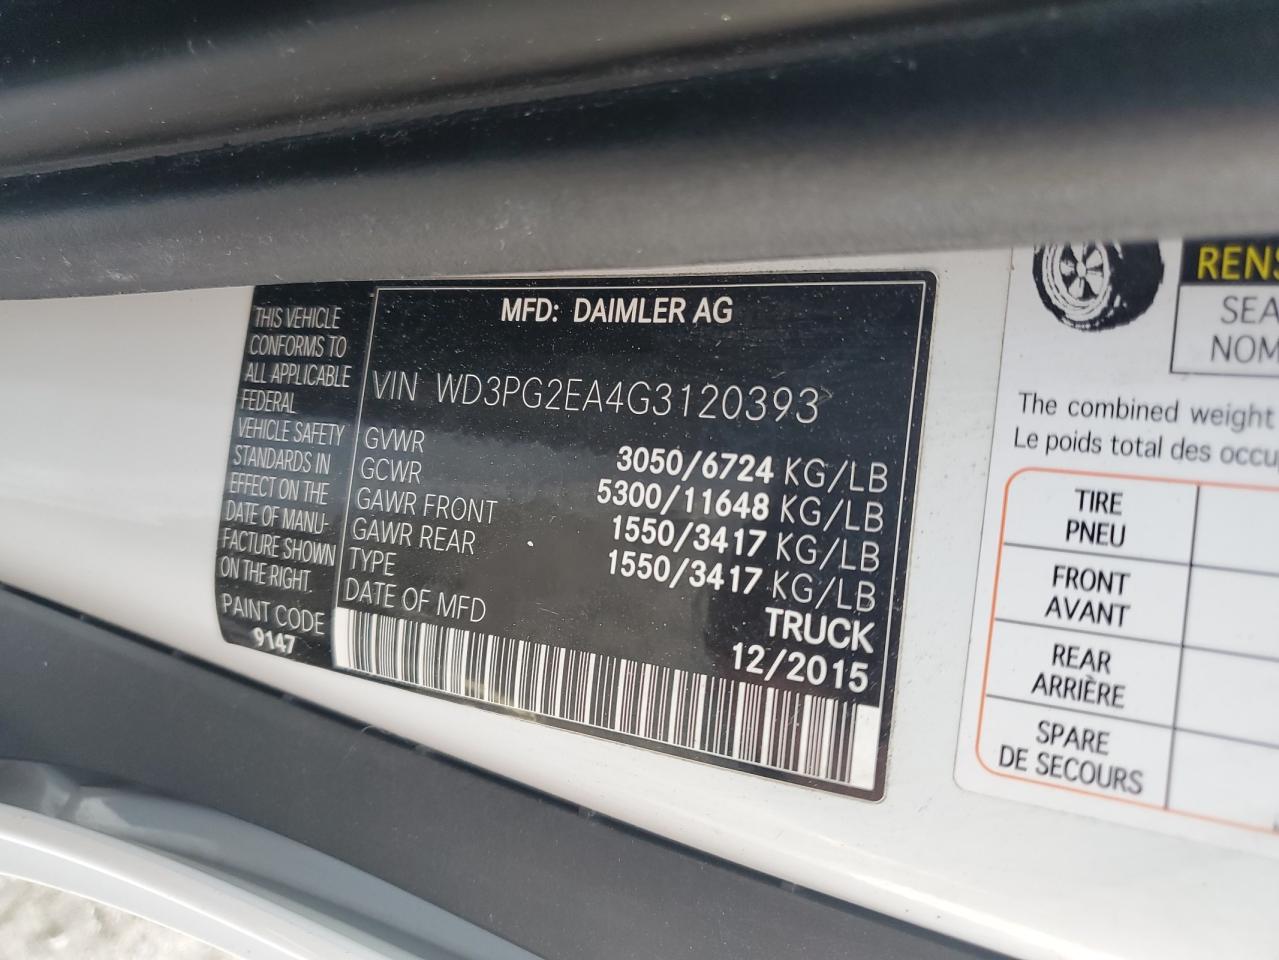 THIS VEHICLE
CONFORMS TO
ALL APPLICABLE
FEDERAL
VEHICLE SAFETY
STANDARDS IN
EFFECT ON THE
DATE OF MANU-
FACTURE SHOWN
ON THE RIGHT.
PAINT CODE
9147
MFD: DAIMLER AG
VIN WD3PG2EA4G3120393
GVWR 3050/6724 KG/LB
GCWR 5300/11648 KG/LB
GAWR FRONT 1550/3417 KG/LB
GAWR REAR 1550/3417 KG/LB
TYPE TRUCK
DATE OF MFD 12/2015
RENS
SEA
NOM
The combined weight
Le poids total des occu
TIRE
PNEU
FRONT
AVANT
REAR
ARRIÈRE
SPARE
DE SECOURS